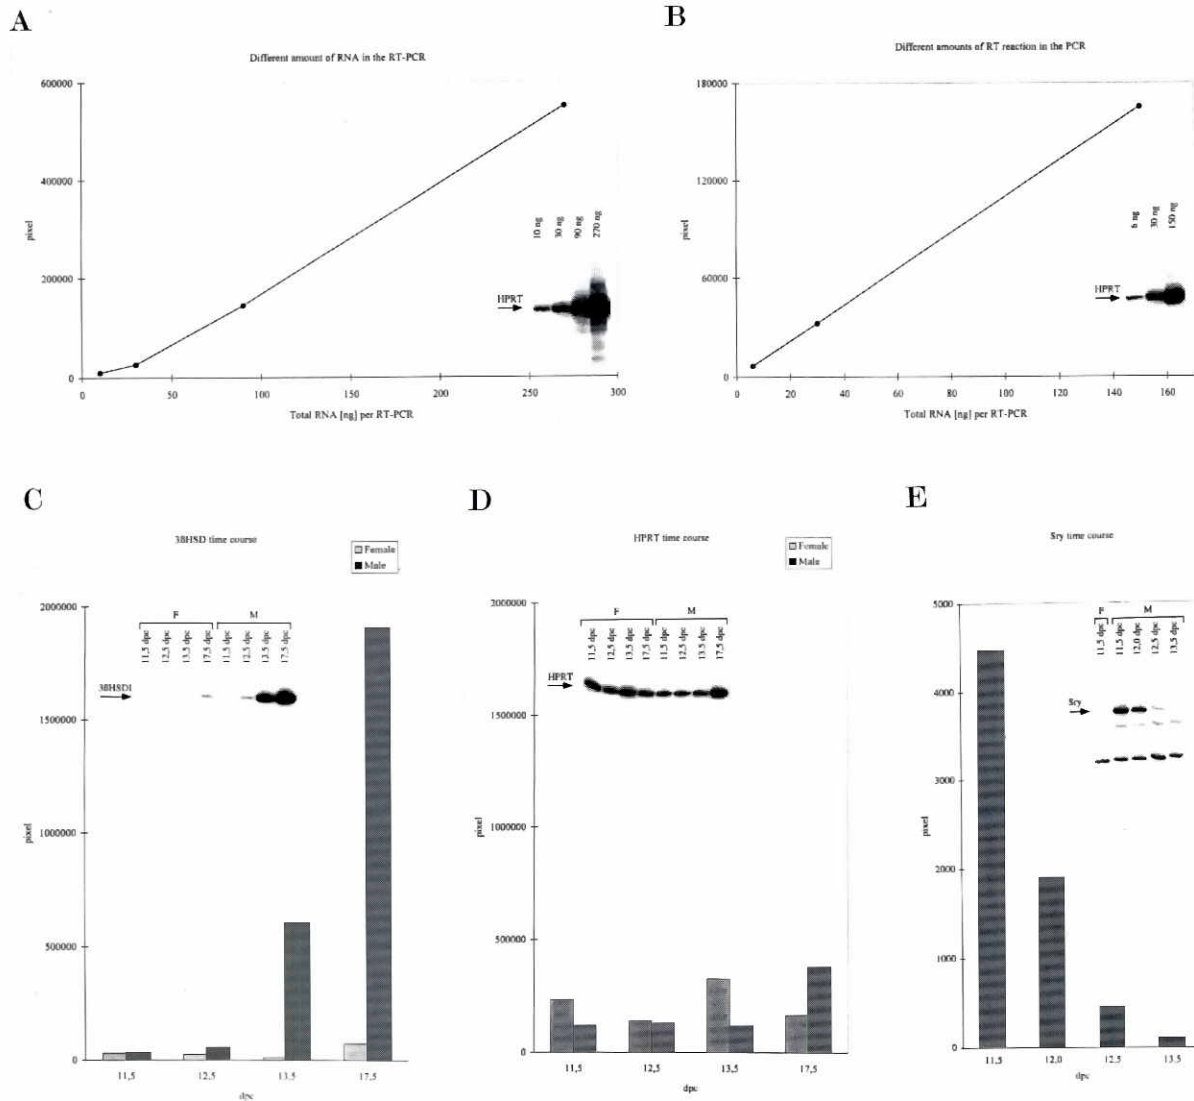 A
Different amount of RNA in the RT-PCR
600000
400000
200000
0
pixel
0 50 100 150 200 250 300
Total RNA [ng] per RT-PCR
10 ng
30 ng
90 ng
270 ng
HPRT
B
Different amounts of RT reaction in the PCR
180000
120000
60000
0
pixel
0 20 40 60 80 100 120 140 160
Total RNA [ng] per RT-PCR
6 ng
30 ng
150 ng
HPRT
C
3ßHSD time course
Female
Male
2000000
1500000
1000000
500000
0
pixel
F M
11,5 dpc
12,5 dpc
13,5 dpc
17,5 dpc
11,5 dpc
12,5 dpc
13,5 dpc
17,5 dpc
3ßHSDI
11,5 12,5 13,5 17,5
dpc
D
HPRT time course
Female
Male
2000000
1500000
1000000
500000
0
pixel
F M
11,5 dpc
12,5 dpc
13,5 dpc
17,5 dpc
11,5 dpc
12,5 dpc
13,5 dpc
17,5 dpc
HPRT
11,5 12,5 13,5 17,5
dpc
E
Sry time course
5000
4000
3000
2000
1000
0
pixel
F M
11,5 dpc
11,5 dpc
12,0 dpc
12,5 dpc
13,5 dpc
Sry
11,5 12,0 12,5 13,5
dpc